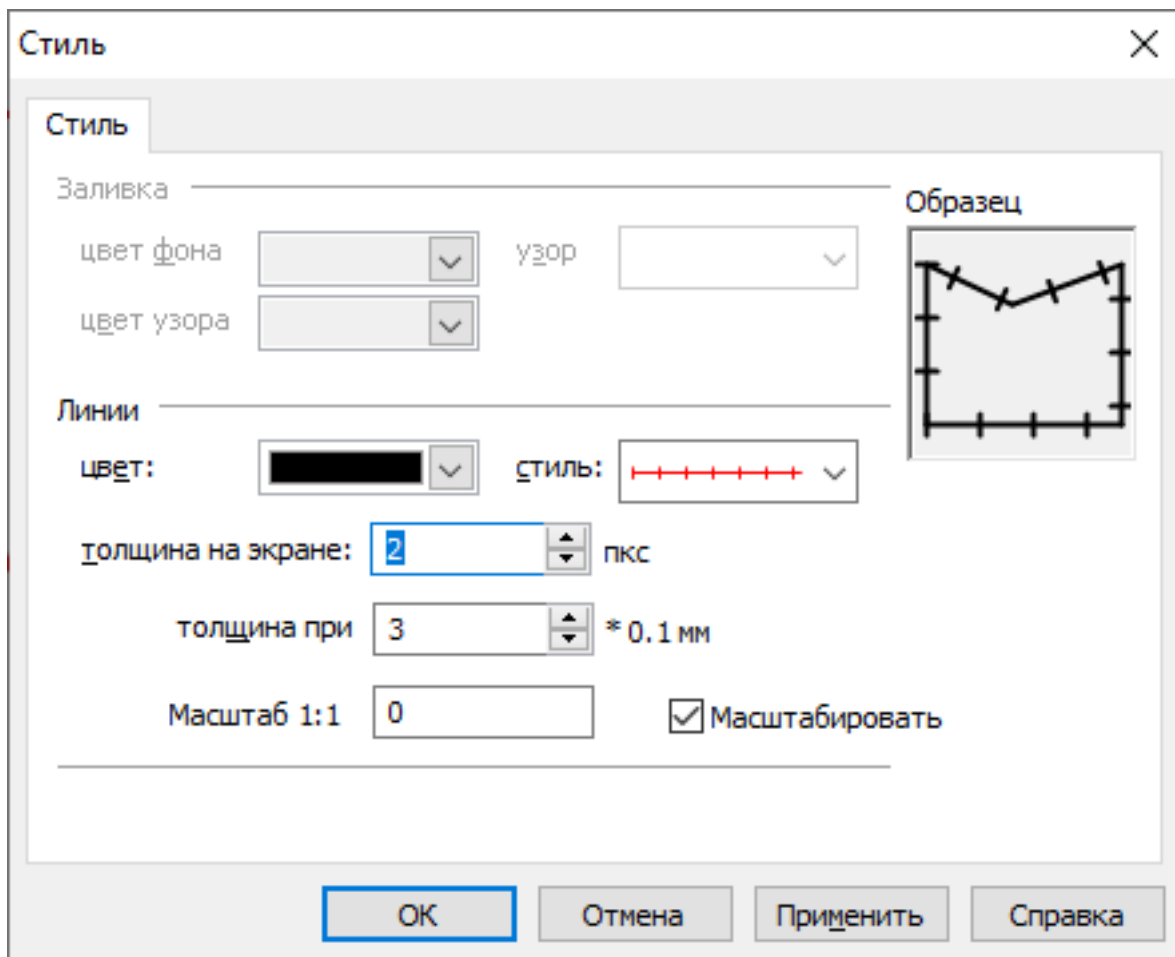 Стиль
Стиль
Заливка
Образец
цвет фона
узор
цвет узора
Линии
цвет:
стиль:
толщина на экране: 2 пкс
толщина при 3 * 0.1 мм
Масштаб 1:1 0 Масштабировать
ОК Отмена Применить Справка